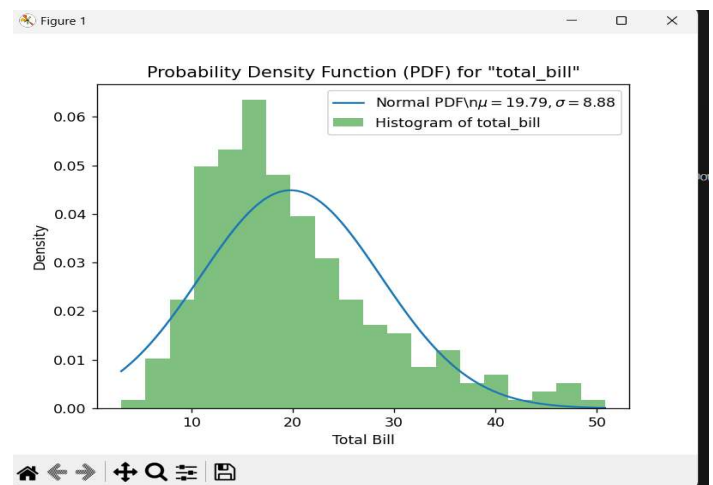 Figure 1
Probability Density Function (PDF) for "total_bill"
Normal PDF\nμ = 19.79, σ = 8.88
Histogram of total_bill
0.06
0.05
0.04
0.03
0.02
0.01
0.00
Density
10 20 30 40 50
Total Bill